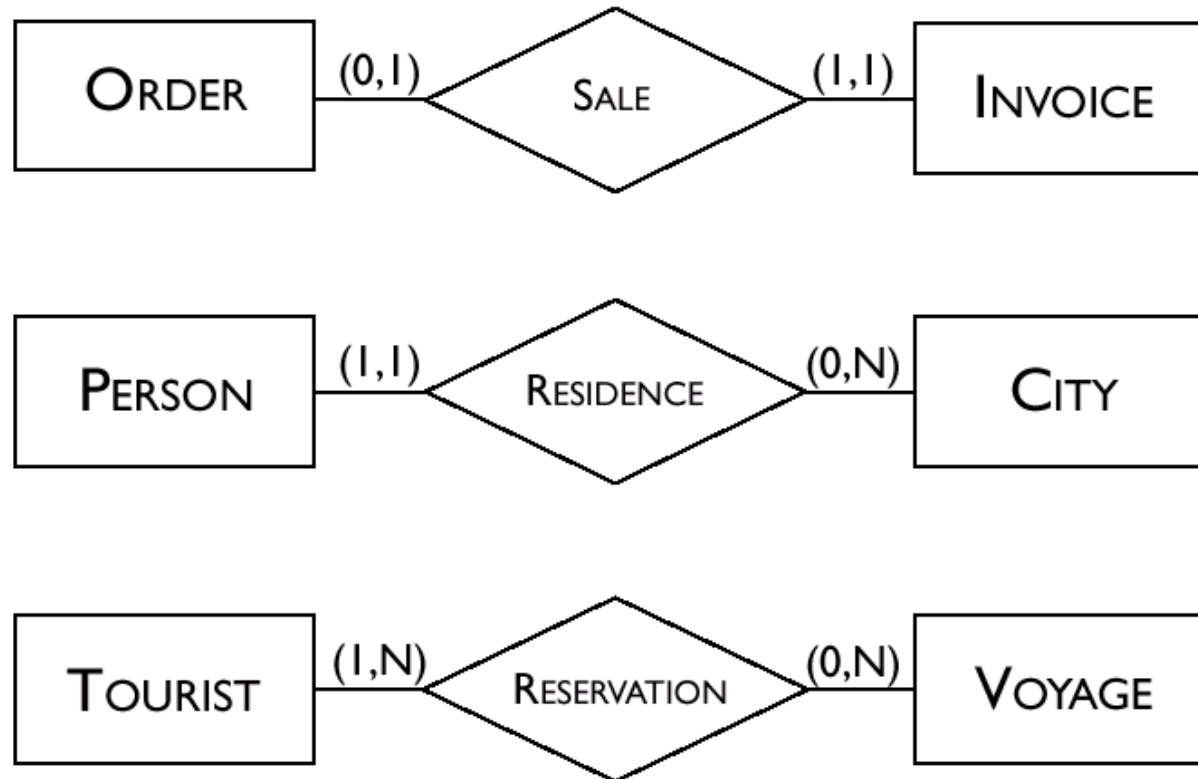 ORDER (0,1) SALE (1,1) INVOICE
PERSON (1,1) RESIDENCE (0,N) CITY
TOURIST (1,N) RESERVATION (0,N) VOYAGE